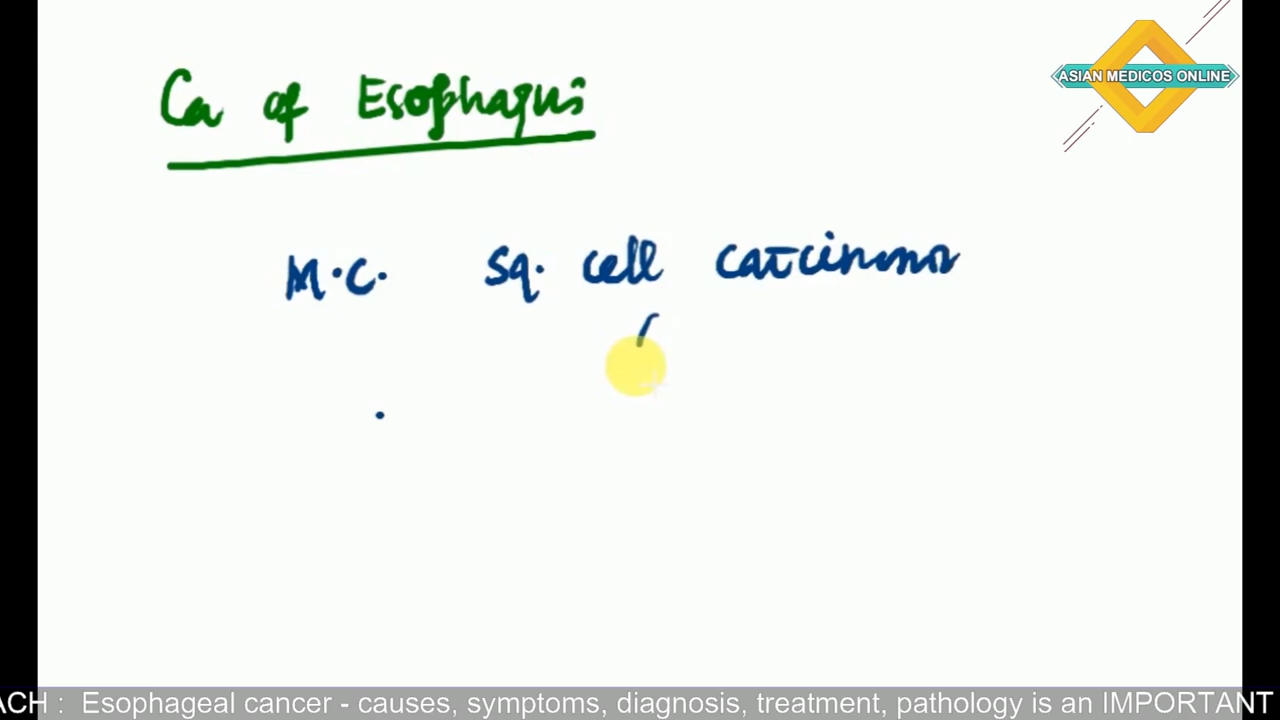 ASIAN MEDICOS ONLINE
Ca of Esophagus
M.C. Sq. cell carcinoma
ACH : Esophageal cancer - causes, symptoms, diagnosis, treatment, pathology is an IMPORTANT